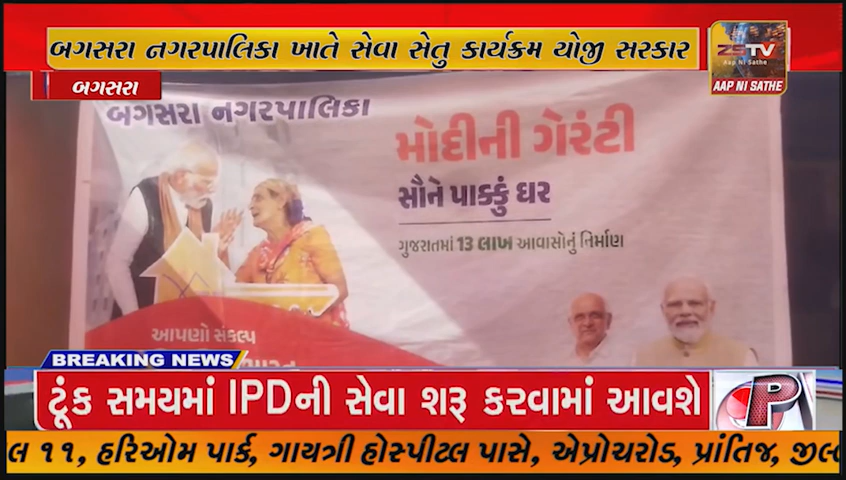 બગસરા નગરપાલિકા ખાતે સેવા સેતુ કાર્યક્રમ યોજી સરકાર
ZSTV
Aap Ni Sathe
AAP NI SATHE
બગસરા
બગસરા નગરપાલિકા
મોદીની ગેરંટી
સૌને પાક્કું ઘર
ગુજરાતમાં 13 લાખ આવાસોનું નિર્માણ
આપણો સંકલ્પ
BREAKING NEWS
ટૂંક સમયમાં IPDની સેવા શરૂ કરવામાં આવશે
P
લ ૧૧, હરિઓમ પાર્ક, ગાયત્રી હોસ્પીટલ પાસે, એપ્રોચરોડ, પ્રાંતિજ,